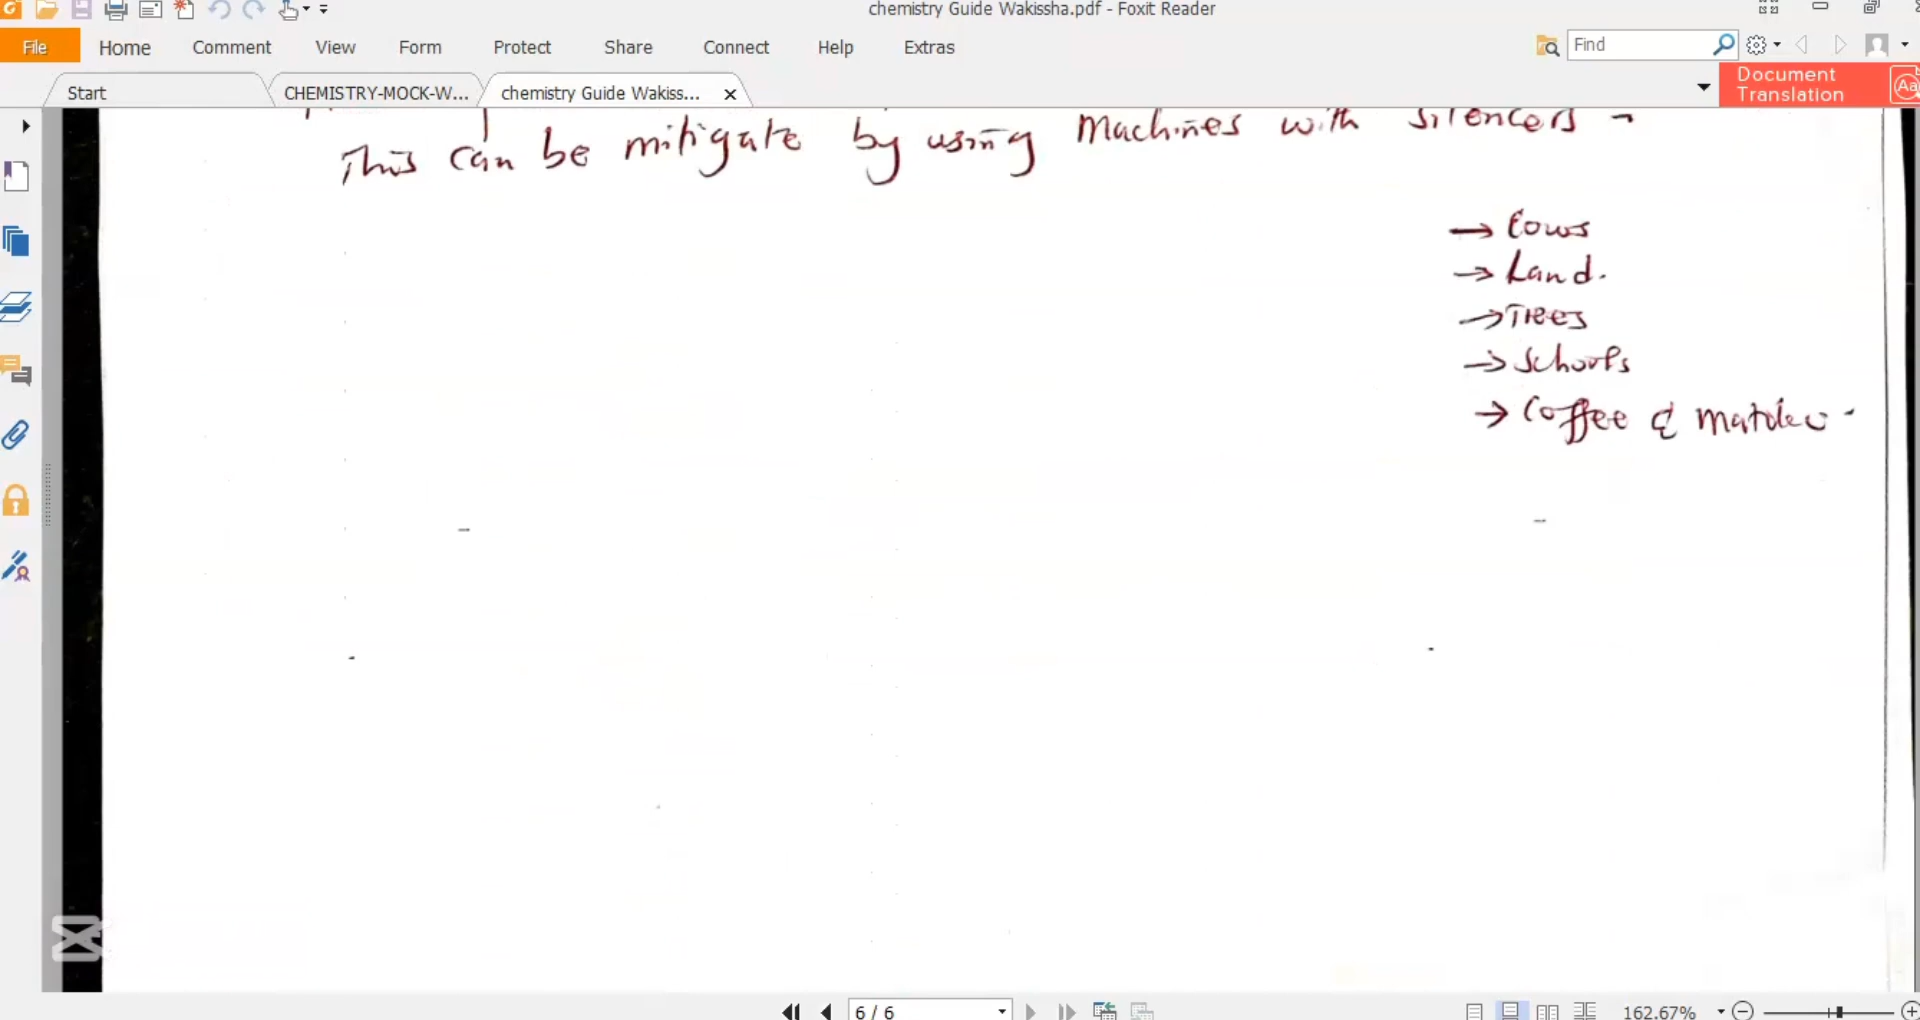 chemistry Guide Wakissha.pdf - Foxit Reader
File Home Comment View Form Protect Share Connect Help Extras
Find
Start CHEMISTRY-MOCK-W... chemistry Guide Wakiss...
Document
Translation
This can be mitigate by using Machines with silencers -
→ Cows
→ Land.
→ Trees
→ Schools
→ Coffee &
6 / 6
162.67%